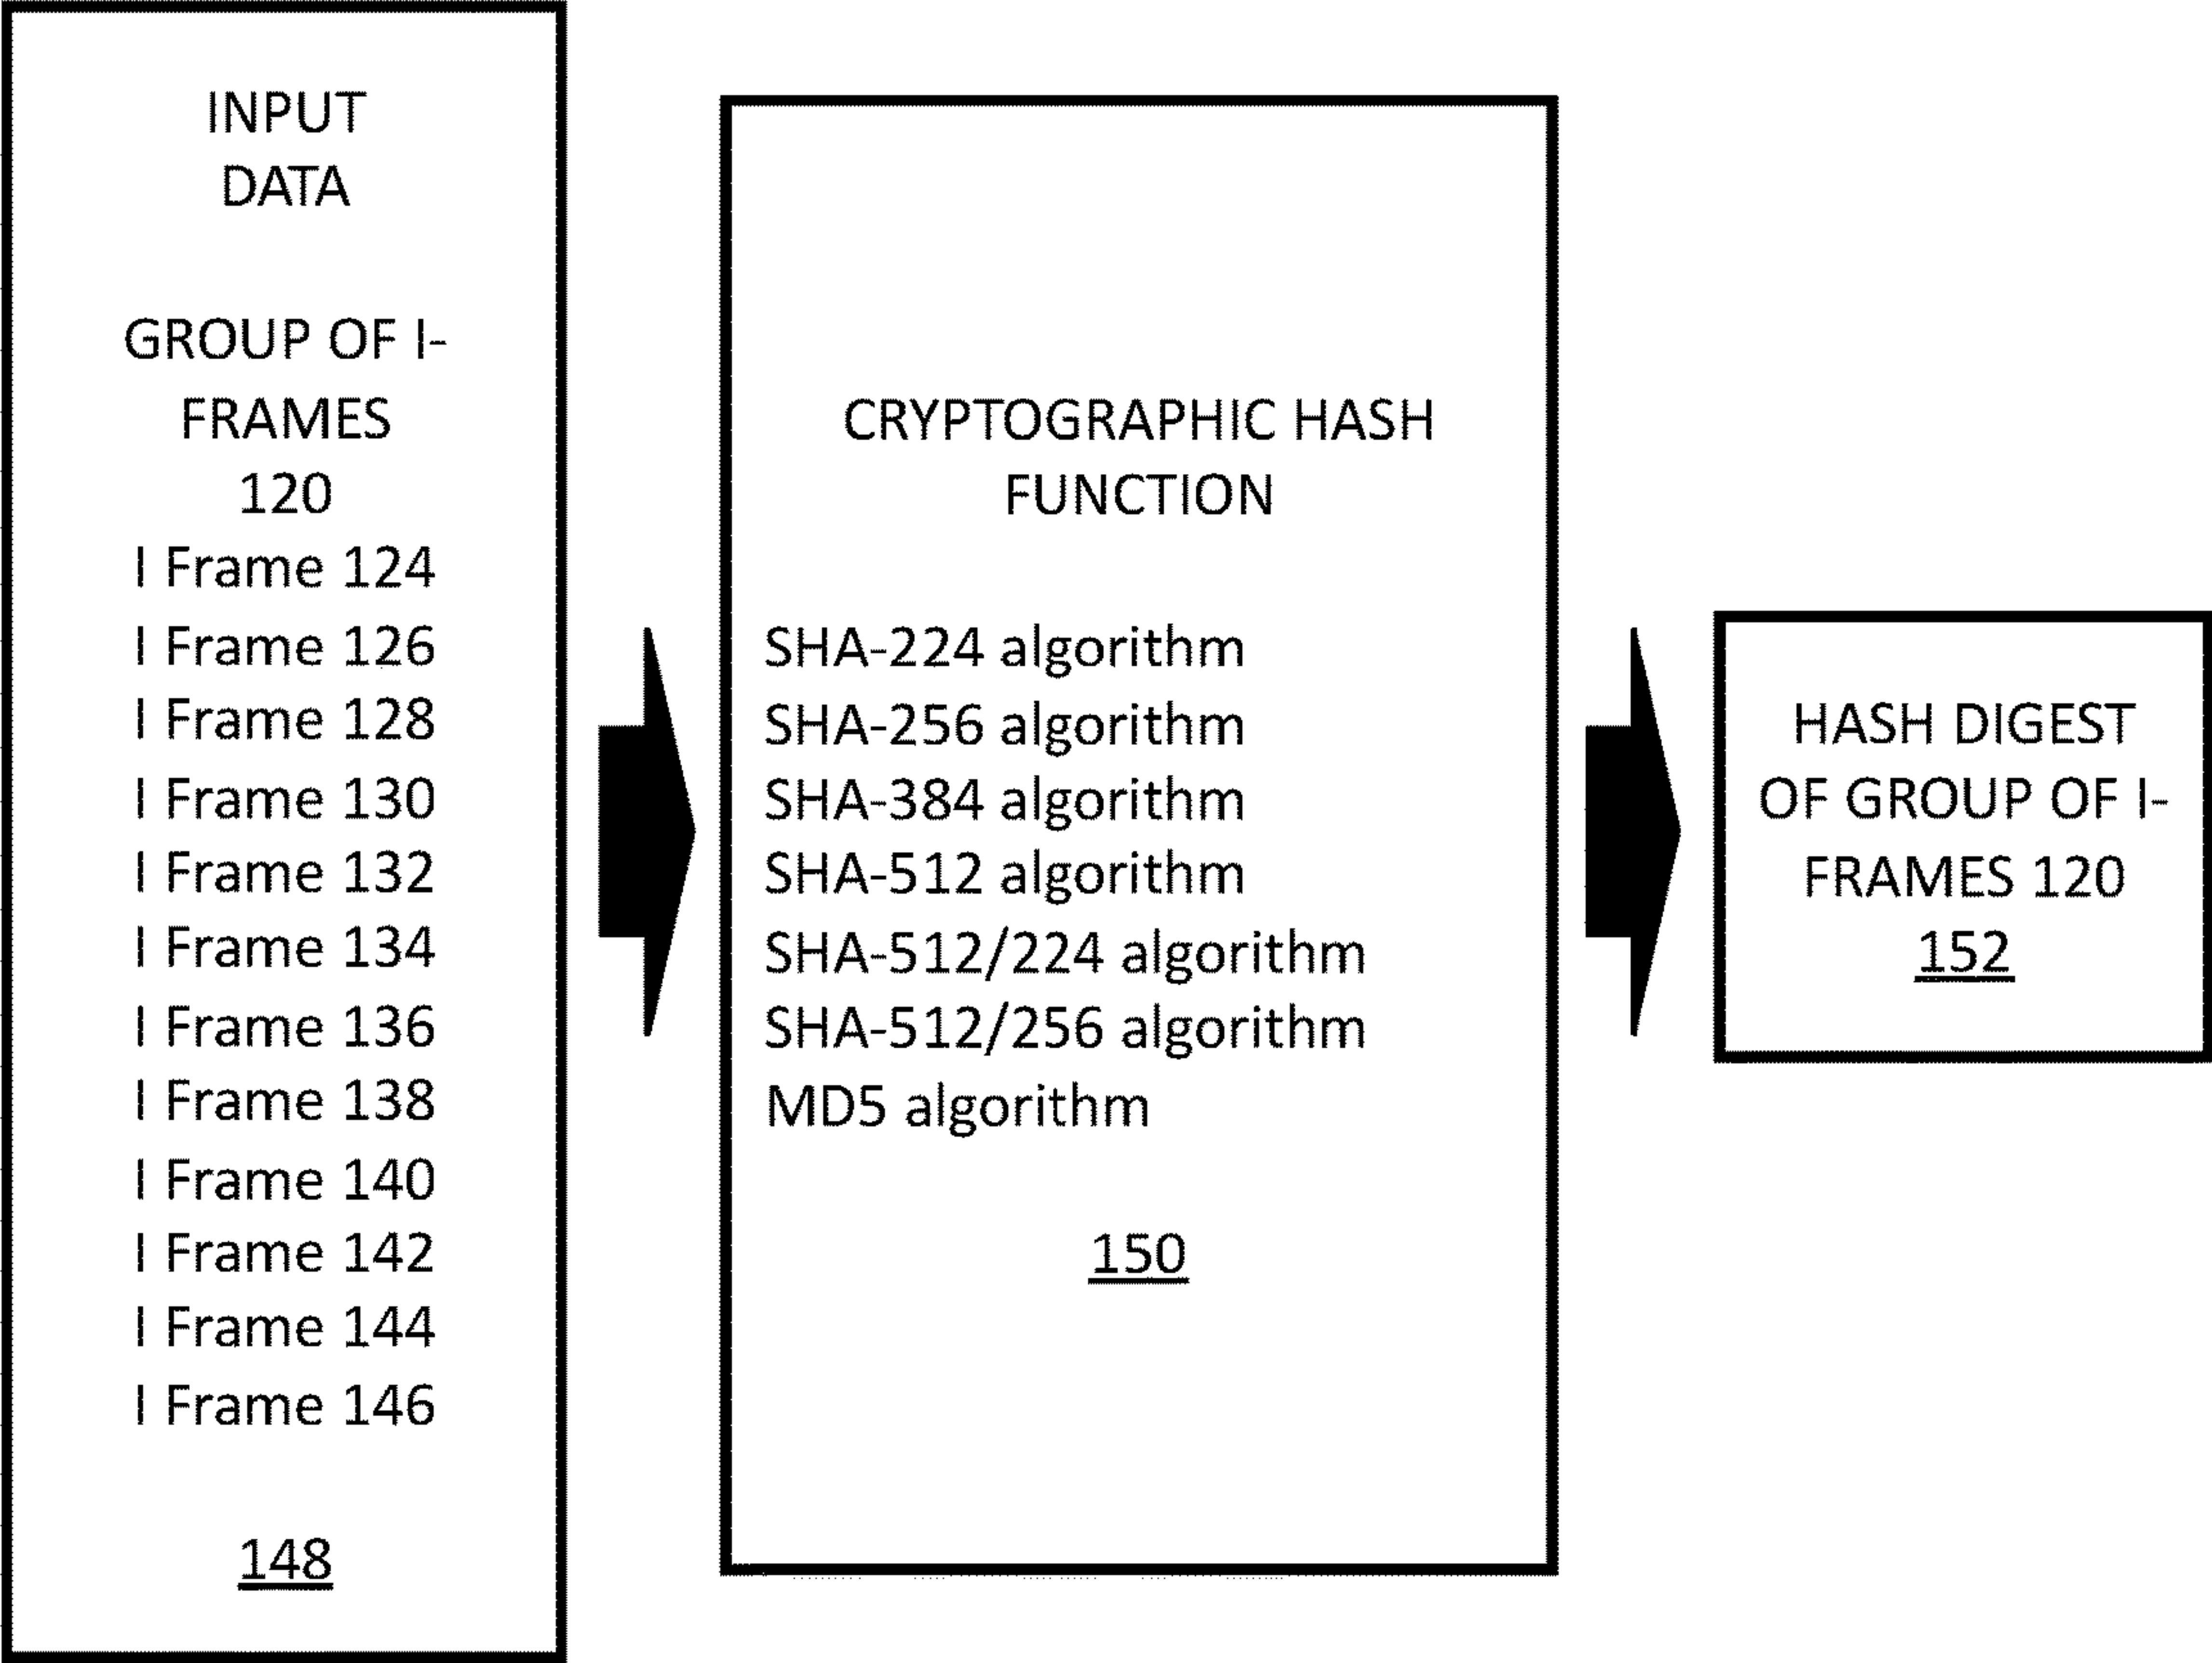 INPUT
DATA
GROUP OF I-
FRAMES
120
I Frame 124
I Frame 126
I Frame 128
I Frame 130
I Frame 132
I Frame 134
I Frame 136
I Frame 138
I Frame 140
I Frame 142
I Frame 144
I Frame 146
148
CRYPTOGRAPHIC HASH
FUNCTION
SHA-224 algorithm
SHA-256 algorithm
SHA-384 algorithm
SHA-512 algorithm
SHA-512/224 algorithm
SHA-512/256 algorithm
MD5 algorithm
150
HASH DIGEST
OF GROUP OF I-
FRAMES 120
152